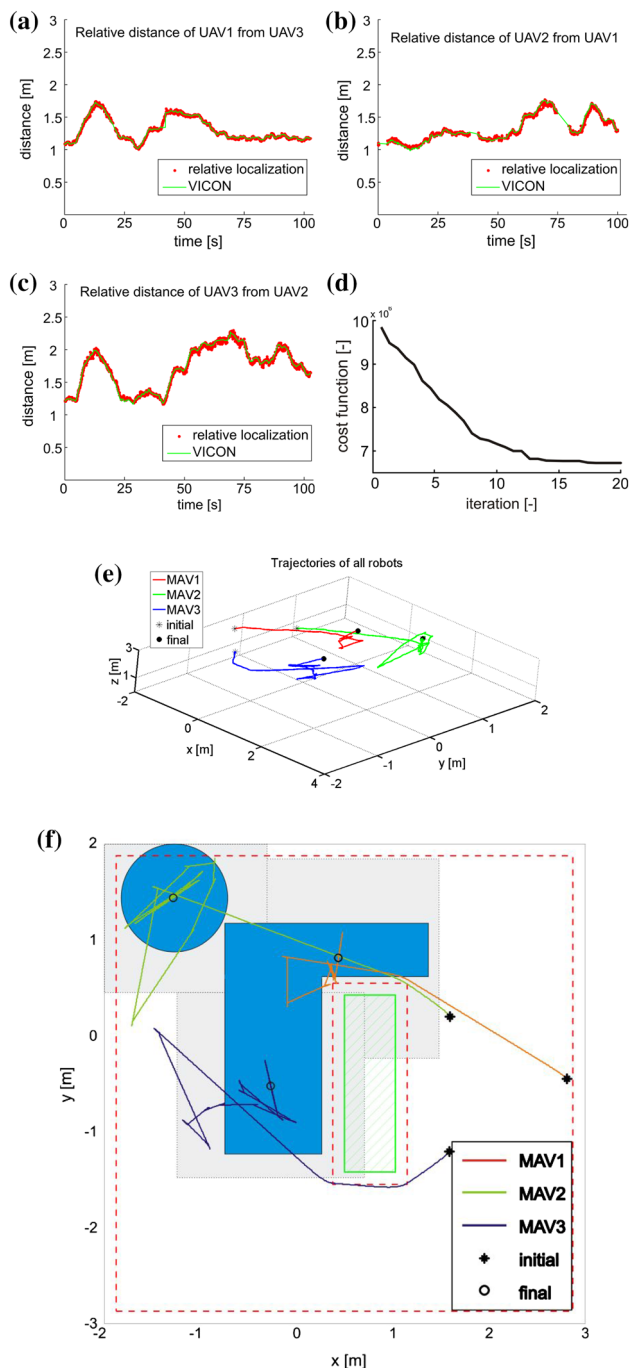 (a)
Relative distance of UAV1 from UAV3
distance [m]
3
2.5
2
1.5
1
0.5
0 25 50 75 100
time [s]
relative localization
VICON
(b)
Relative distance of UAV2 from UAV1
distance [m]
3
2.5
2
1.5
1
0.5
0 25 50 75 100
time [s]
relative localization
VICON
(c)
Relative distance of UAV3 from UAV2
distance [m]
3
2.5
2
1.5
1
0.5
0 25 50 75 100
time [s]
relative localization
VICON
(d)
x 10⁶
cost function [-]
10
9
8
7
0 5 10 15 20
iteration [-]
(e)
Trajectories of all robots
MAV1
MAV2
MAV3
initial
final
z [m]
3
1
-2
0
2
4
x [m]
-2
-1
0
1
2
y [m]
(f)
y [m]
2
1
0
-1
-2
-3
-2 -1 0 1 2 3
x [m]
MAV1
MAV2
MAV3
initial
final